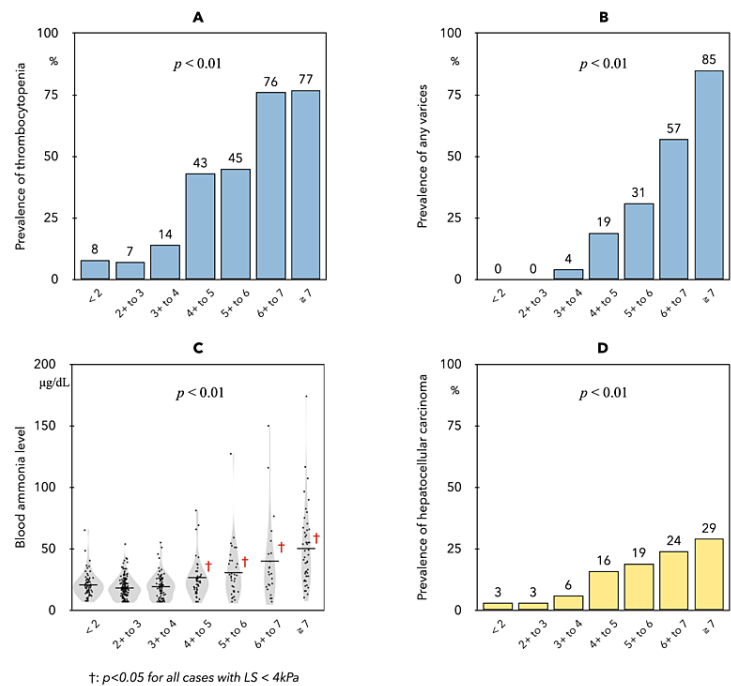 A
100
%
75
50
25
0
Prevalence of thrombocytopenia
p < 0.01
8
7
14
43
45
76
77
< 2
2+ to 3
3+ to 4
4+ to 5
5+ to 6
6+ to 7
≥ 7
B
100
%
75
50
25
0
Prevalence of any varices
p < 0.01
0
0
4
19
31
57
85
< 2
2+ to 3
3+ to 4
4+ to 5
5+ to 6
6+ to 7
≥ 7
C
200
μg/dL
150
100
50
0
Blood ammonia level
p < 0.01
†
†
†
†
< 2
2+ to 3
3+ to 4
4+ to 5
5+ to 6
6+ to 7
≥ 7
†: p<0.05 for all cases with LS < 4kPa
D
100
%
75
50
25
0
Prevalence of hepatocellular carcinoma
p < 0.01
3
3
6
16
19
24
29
< 2
2+ to 3
3+ to 4
4+ to 5
5+ to 6
6+ to 7
≥ 7